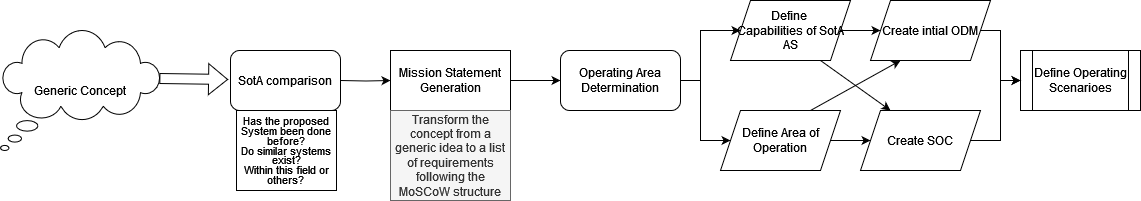 Generic Concept
SotA comparison
Has the proposed
System been done
before?
Do similar systems
exist?
Within this field or
others?
Mission Statement
Generation
Transform the
concept from a
generic idea to a list
of requirements
following the
MoSCoW structure
Operating Area
Determination
Define
Capabilities of SotA
AS
Define Area of
Operation
Create intial ODM
Create SOC
Define Operating
Scenarioes